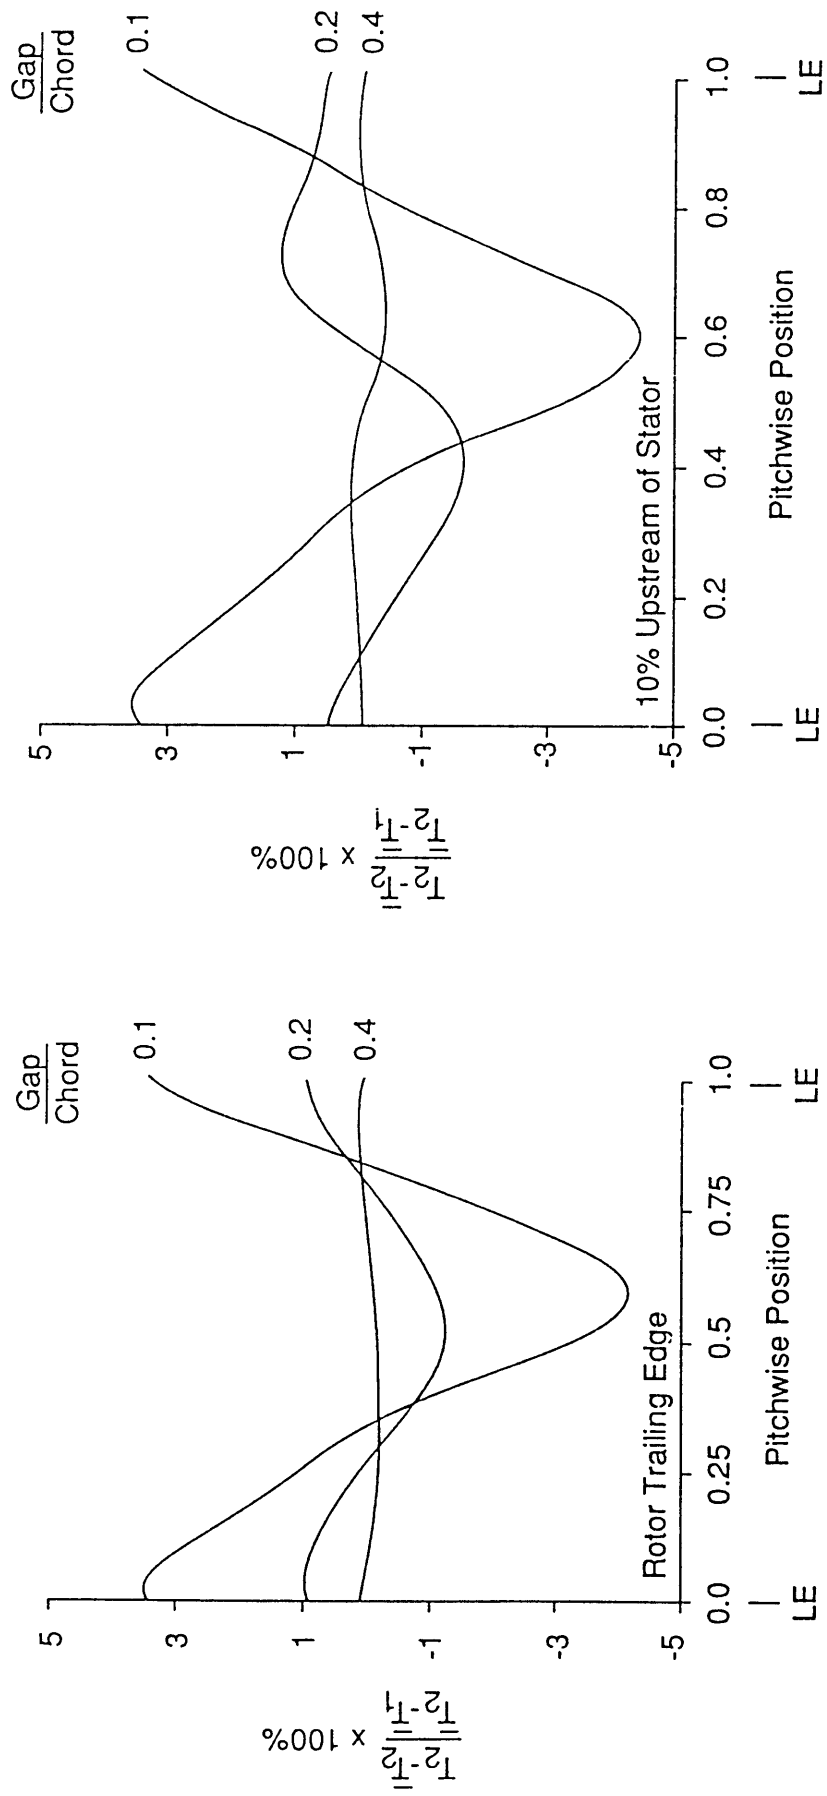 Gap
Chord
5
3
1
-1
-3
-5
0.1
0.2
0.4
T̄₂-T̿₂
T̿₂-T̿₁
x 100%
Rotor Trailing Edge
0.0
0.25
0.5
0.75
1.0
Pitchwise Position
LE
LE
Gap
Chord
5
3
1
-1
-3
-5
0.1
0.2
0.4
T̄₂-T̿₂
T̿₂-T̿₁
x 100%
10% Upstream of Stator
0.0
0.2
0.4
0.6
0.8
1.0
Pitchwise Position
LE
LE